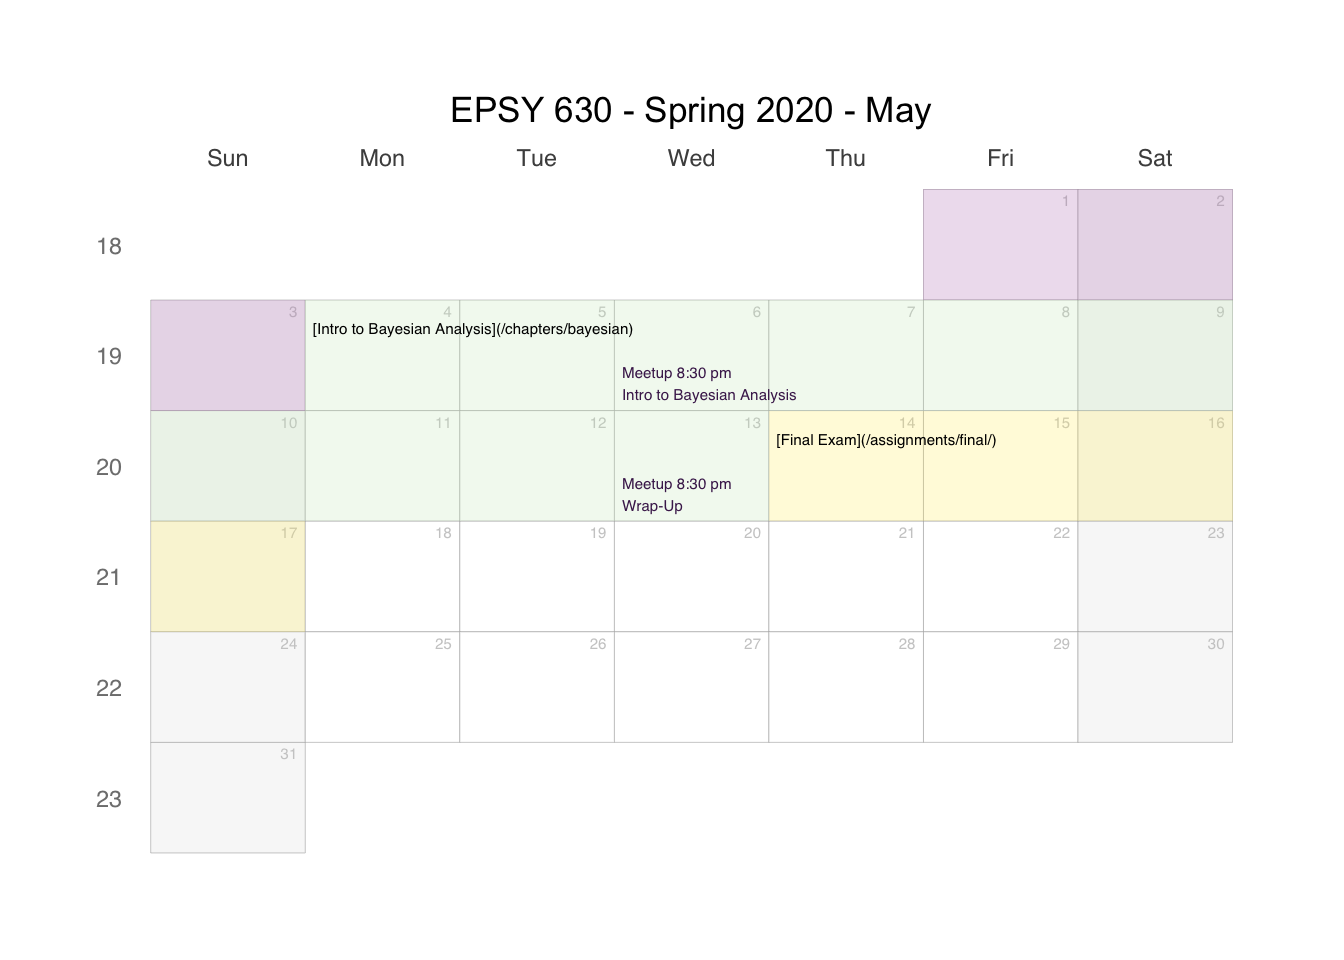 EPSY 630 - Spring 2020 - May
Sun Mon Tue Wed Thu Fri Sat
18
1 2
3 4 5 6 7 8 9
[Intro to Bayesian Analysis](/chapters/bayesian)
19
Meetup 8:30 pm
Intro to Bayesian Analysis
10 11 12 13 14 15 16
[Final Exam](/assignments/final/)
20
Meetup 8:30 pm
Wrap-Up
17 18 19 20 21 22 23
21
24 25 26 27 28 29 30
22
31
23